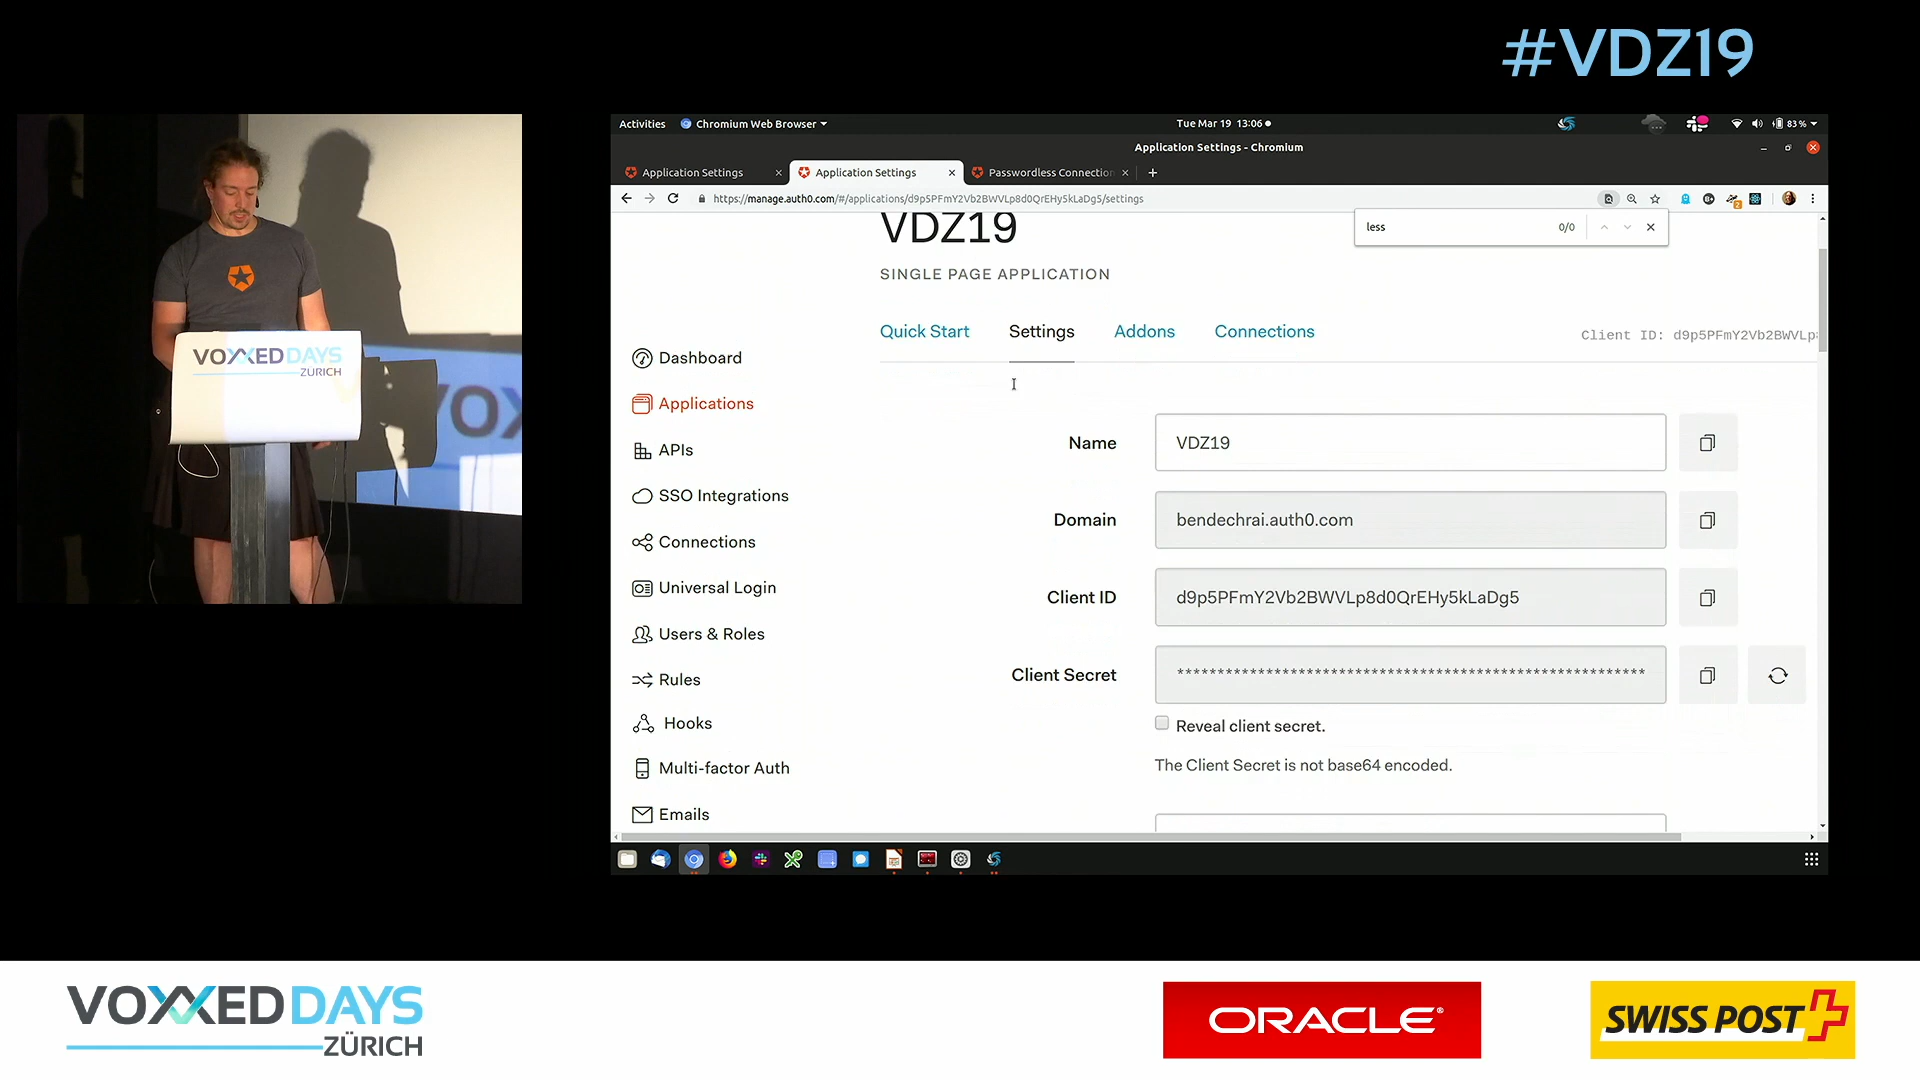 #VDZ19
VOXXED DAYS
ZÜRICH
Activities
Chromium Web Browser
Tue Mar 19 13:06
83 %
Application Settings - Chromium
Application Settings
Application Settings
Passwordless Connection
https://manage.auth0.com/#/applications/d9p5PFmY2Vb2BWVLp8d0QrEHy5kLaDg5/settings
less
0/0
VDZ19
SINGLE PAGE APPLICATION
Quick Start
Settings
Addons
Connections
Client ID: d9p5PFmY2Vb2BWVLp
Dashboard
Applications
APIs
SSO Integrations
Connections
Universal Login
Users & Roles
Rules
Hooks
Multi-factor Auth
Emails
Name
VDZ19
Domain
bendechrai.auth0.com
Client ID
d9p5PFmY2Vb2BWVLp8d0QrEHy5kLaDg5
Client Secret
****************************************************************
Reveal client secret.
The Client Secret is not base64 encoded.
VOXXED DAYS
ZÜRICH
ORACLE®
SWISS POST